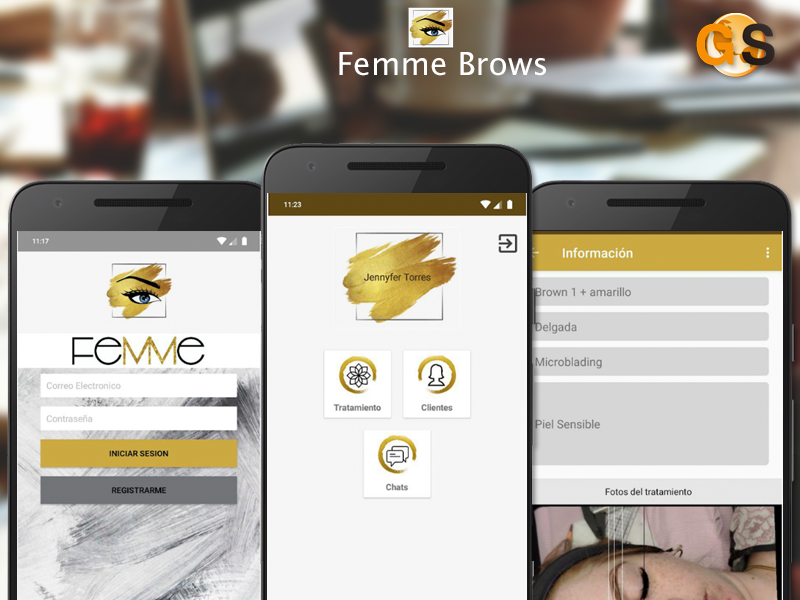 Femme Brows
GS
11:17
FeMMe
Correo Electronico
Contraseña
INICIAR SESION
REGISTRARME
11:23
Jennyfer Torres
Tratamiento
Clientes
Chats
Información
Brown 1 + amarillo
Delgada
Microblading
Piel Sensible
Fotos del tratamiento